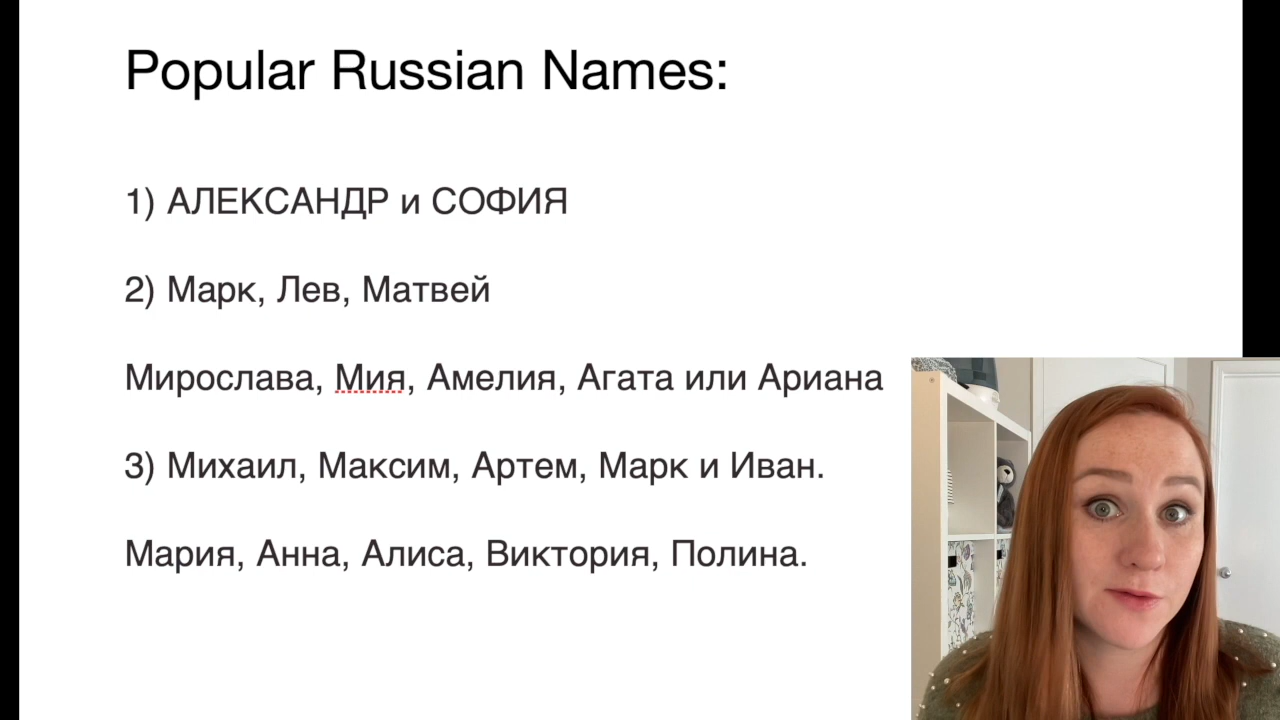 Popular Russian Names:
1) АЛЕКСАНДР и СОФИЯ
2) Марк, Лев, Матвей
Мирослава, Мия, Амелия, Агата или Ариана
3) Михаил, Максим, Артем, Марк и Иван.
Мария, Анна, Алиса, Виктория, Полина.